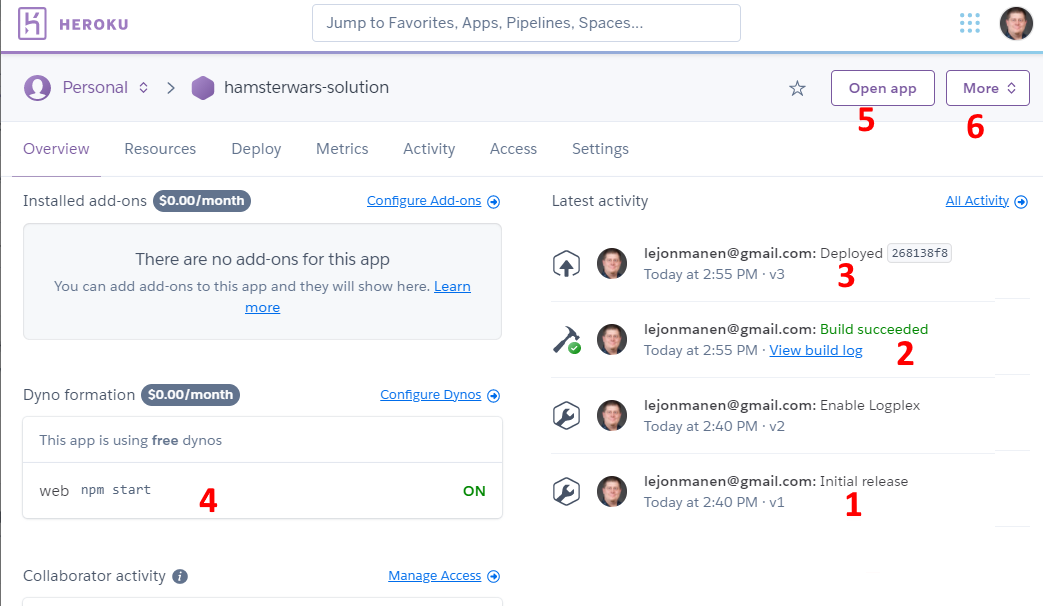 HEROKU
Jump to Favorites, Apps, Pipelines, Spaces...
Personal
hamsterwars-solution
Open app
More
5
6
Overview Resources Deploy Metrics Activity Access Settings
Installed add-ons $0.00/month Configure Add-ons
There are no add-ons for this app
You can add add-ons to this app and they will show here. Learn
more
Dyno formation $0.00/month Configure Dynos
This app is using free dynos
web npm start ON
4
Collaborator activity i Manage Access
Latest activity All Activity
lejonmanen@gmail.com: Deployed 268138f8
Today at 2:55 PM · v3
3
lejonmanen@gmail.com: Build succeeded
Today at 2:55 PM · View build log
2
lejonmanen@gmail.com: Enable Logplex
Today at 2:40 PM · v2
lejonmanen@gmail.com: Initial release
Today at 2:40 PM · v1
1